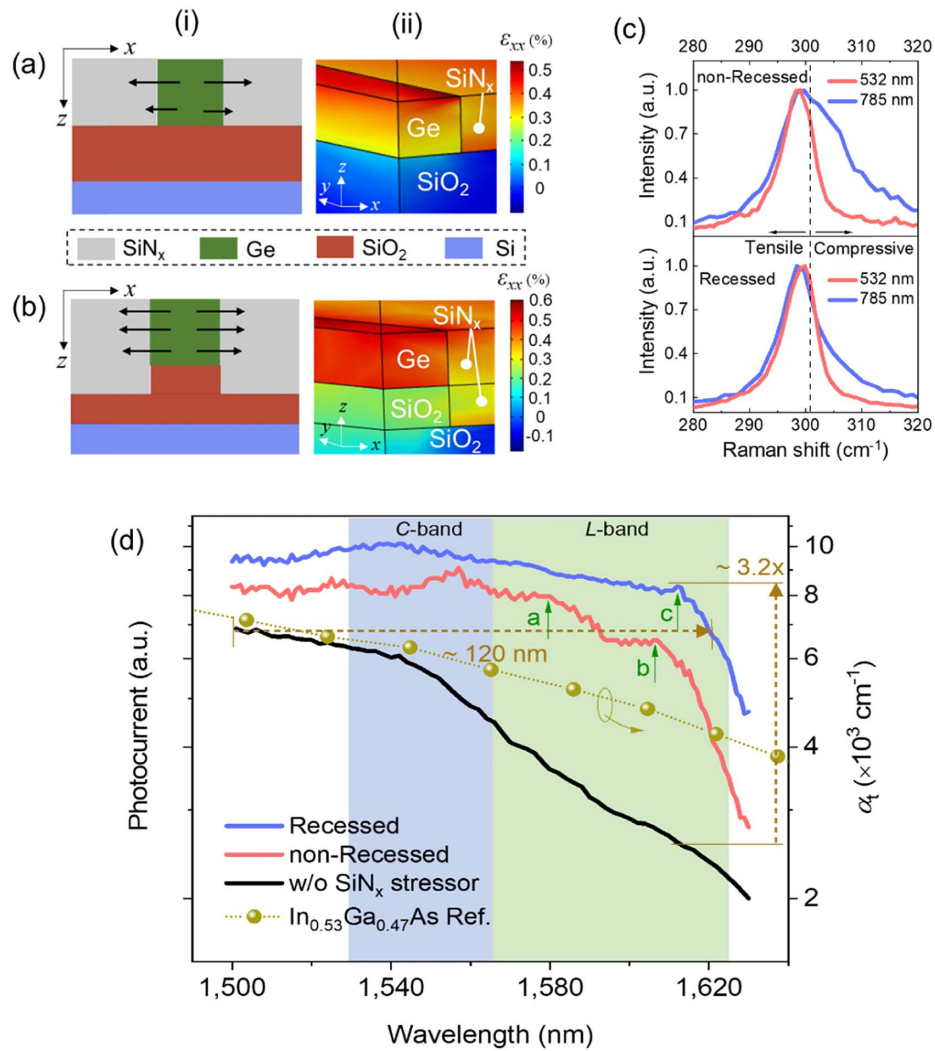 (i)
(ii)
(a)
x
z
εxx (%)
SiNx
Ge
SiO2
z
y
x
0.5
0.4
0.3
0.2
0.1
0
SiNx
Ge
SiO2
Si
(b)
x
z
εxx (%)
SiNx
Ge
SiO2
SiO2
z
y
x
0.6
0.5
0.4
0.3
0.2
0.1
0
-0.1
(c)
280 290 300 310 320
non-Recessed
532 nm
785 nm
Intensity (a.u.)
1.0
0.7
0.4
0.1
Tensile
Compressive
Recessed
532 nm
785 nm
Intensity (a.u.)
1.0
0.7
0.4
0.1
280 290 300 310 320
Raman shift (cm-1)
(d)
C-band
L-band
~ 3.2x
a
c
b
~ 120 nm
Photocurrent (a.u.)
10
8
6
4
2
αt (×10³ cm-1)
Recessed
non-Recessed
w/o SiNx stressor
In0.53Ga0.47As Ref.
1,500 1,540 1,580 1,620
Wavelength (nm)